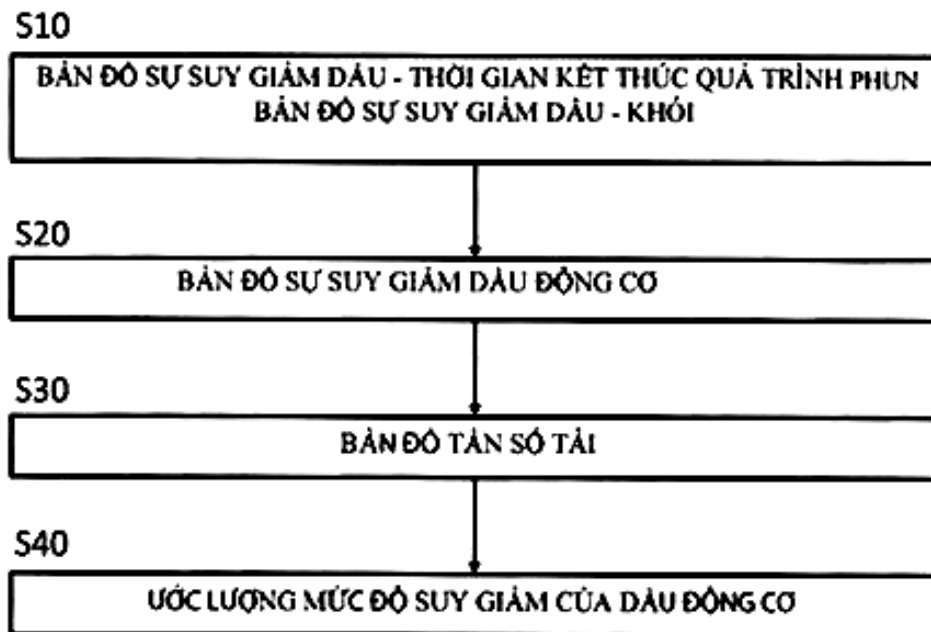 S10
BẢN ĐỒ SỰ SUY GIẢM DẦU - THỜI GIAN KẾT THÚC QUÁ TRÌNH PHUN
BẢN ĐỒ SỰ SUY GIẢM DẦU - KHÓI
S20
BẢN ĐỒ SỰ SUY GIẢM DẦU ĐỘNG CƠ
S30
BẢN ĐỒ TẦN SỐ TẢI
S40
ƯỚC LƯỢNG MỨC ĐỘ SUY GIẢM CỦA DẦU ĐỘNG CƠ